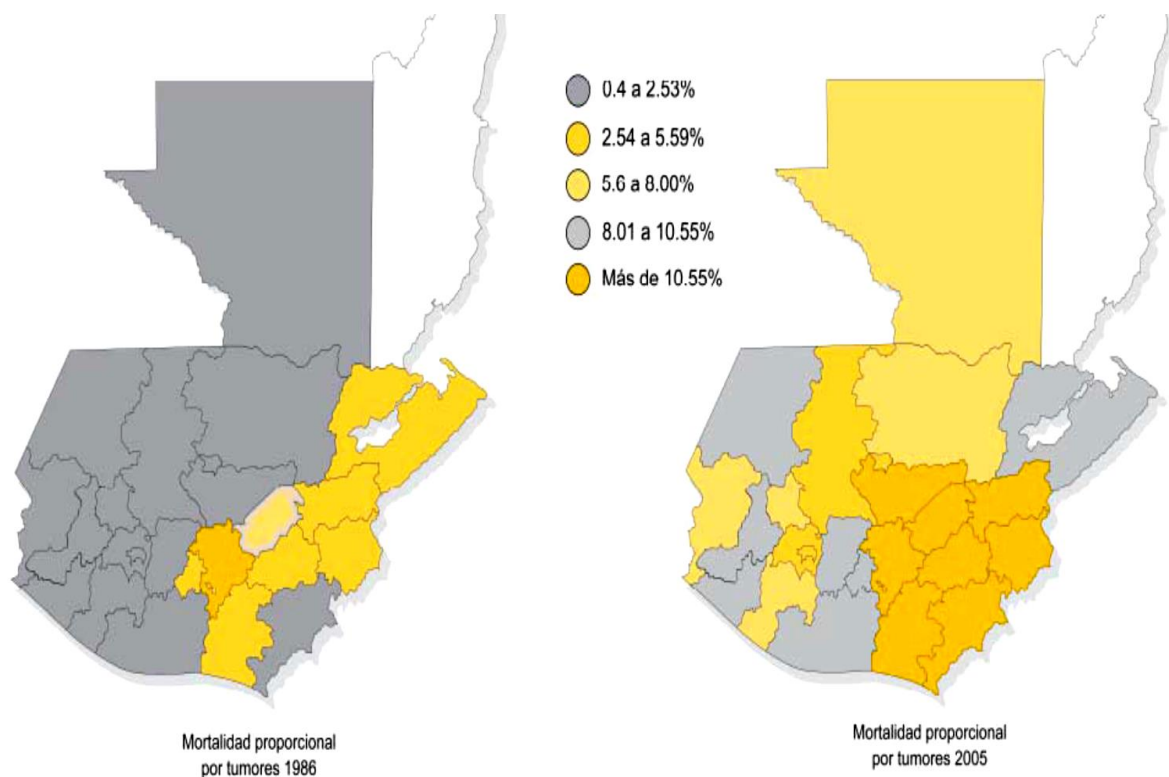 0.4 a 2.53%
2.54 a 5.59%
5.6 a 8.00%
8.01 a 10.55%
Más de 10.55%
Mortalidad proporcional
por tumores 1986
Mortalidad proporcional
por tumores 2005